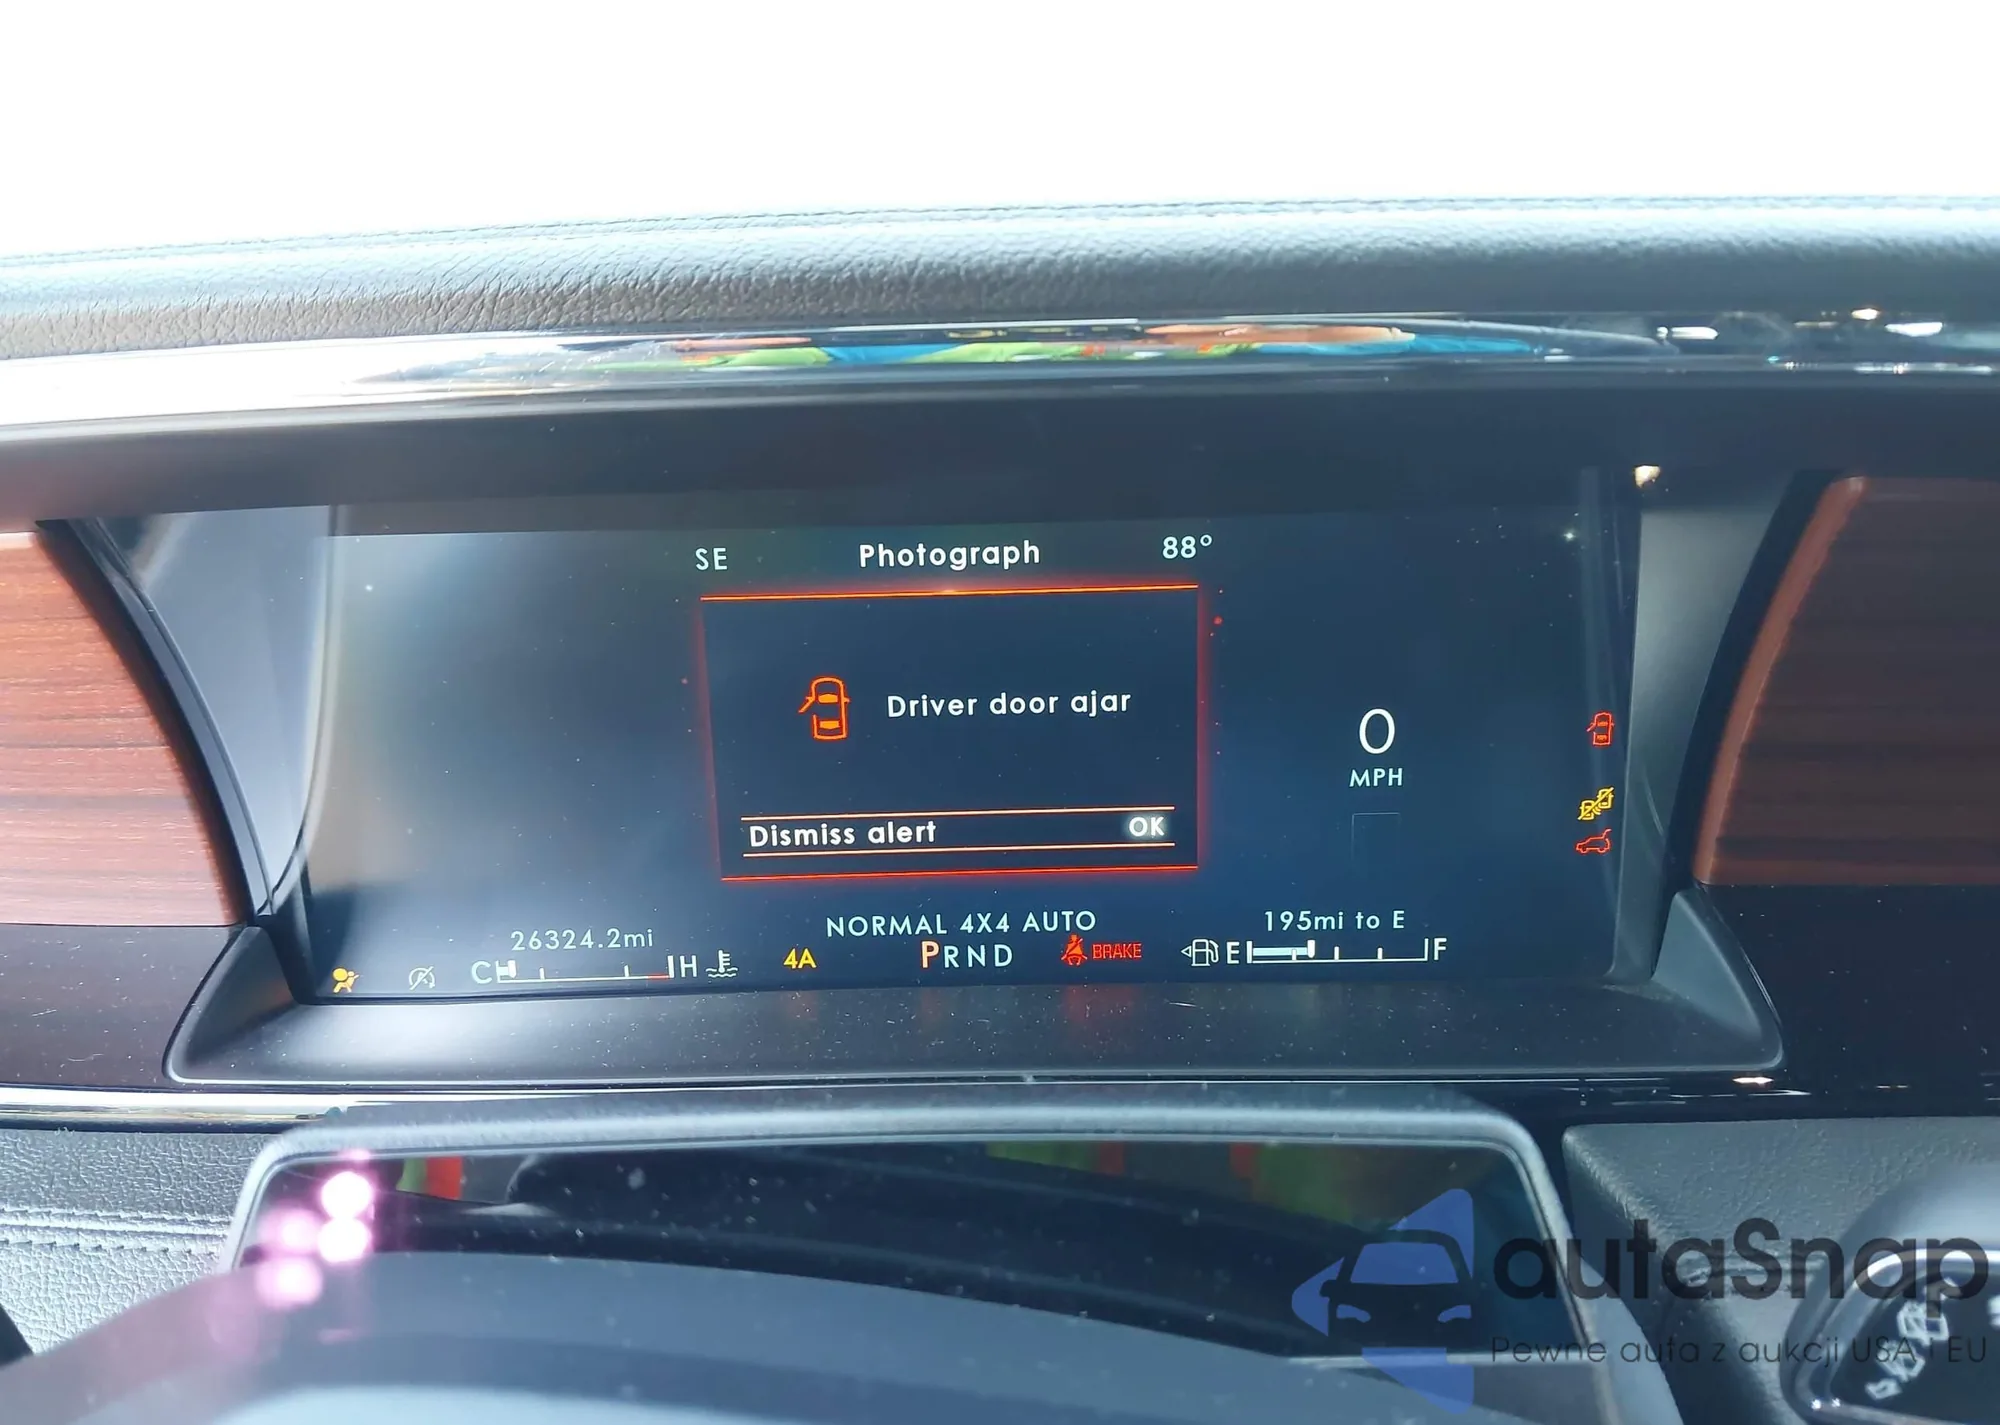 SE Photograph 88°
Driver door ajar
Dismiss alert OK
NORMAL 4X4 AUTO
26324.2mi 195mi to E
C H 4A PRND BRAKE E F
0
MPH
autaSnap
Pewne auta z aukcji USA i EU